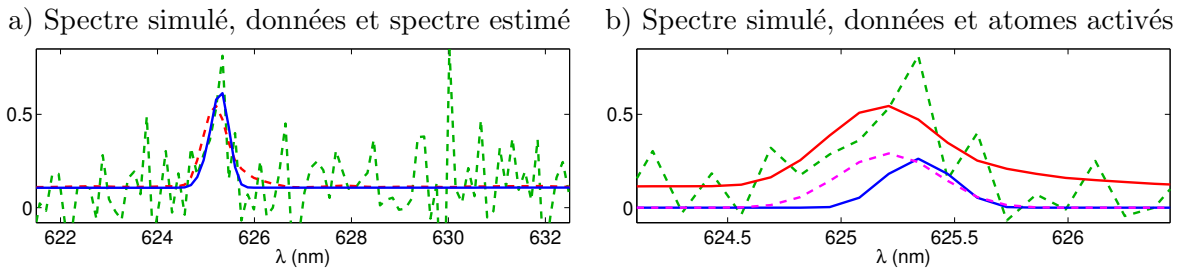 a) Spectre simulé, données et spectre estimé
b) Spectre simulé, données et atomes activés
0.5
0
622 624 626 628 630 632
λ (nm)
0.5
0
624.5 625 625.5 626
λ (nm)